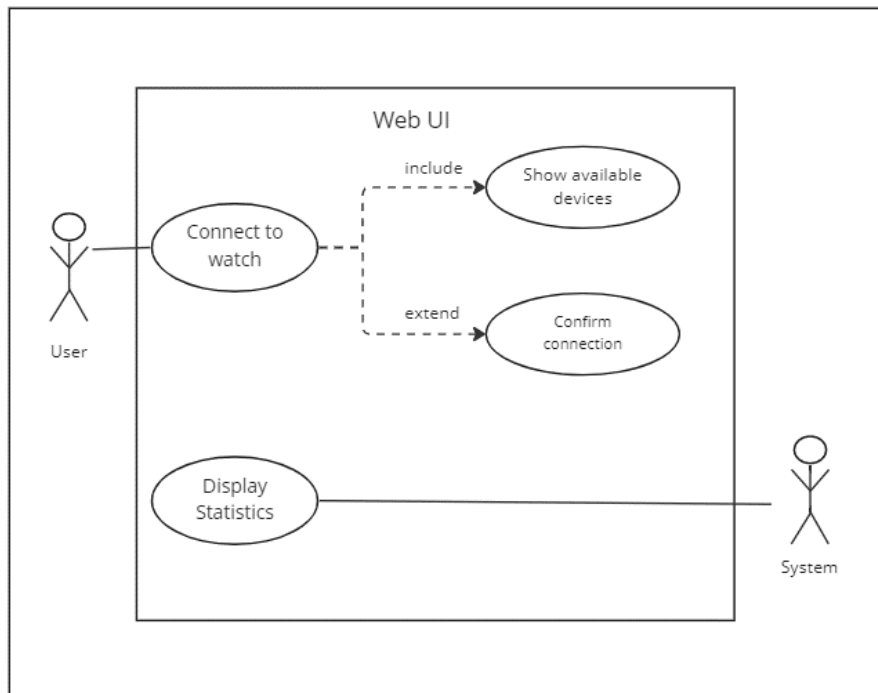 Web UI
include
Show available
devices
Connect to
watch
User
extend
Confirm
connection
Display
Statistics
System